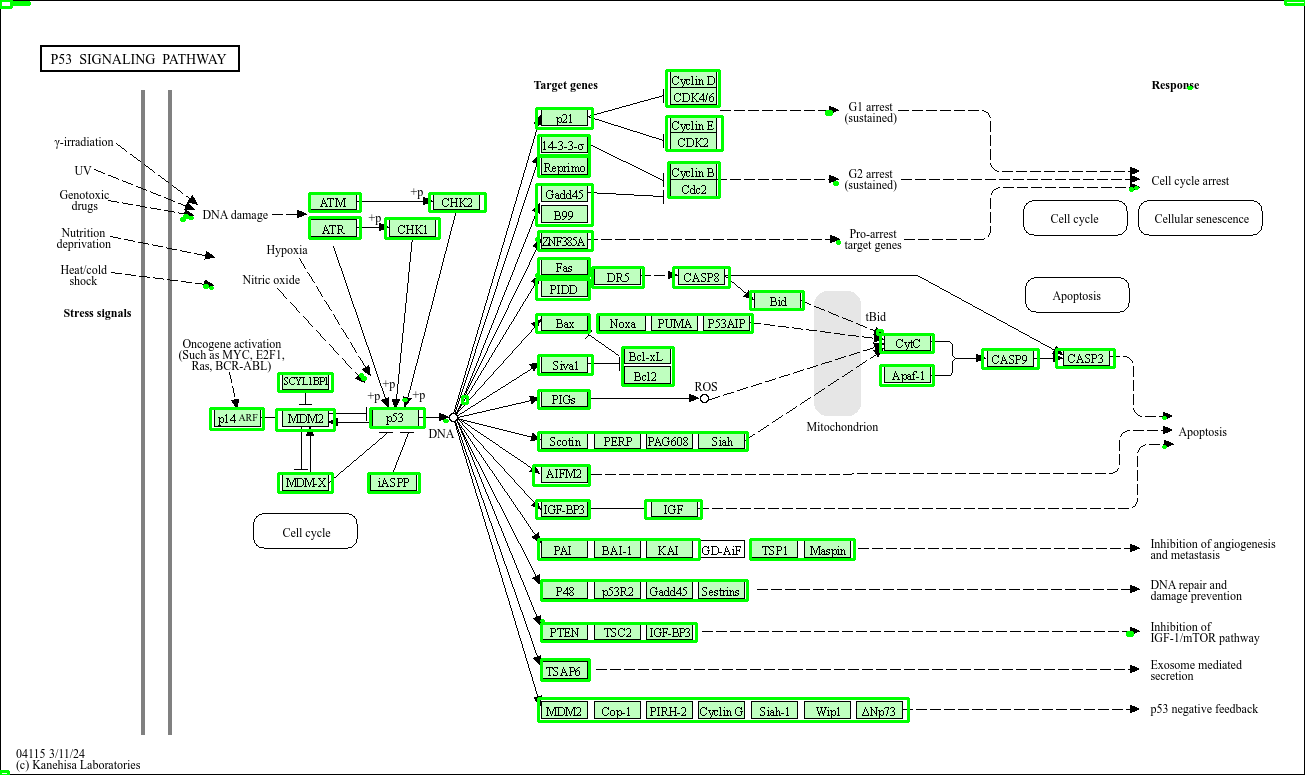 P53 SIGNALING PATHWAY
Target genes
Response
γ-irradiation
UV
Genotoxic
drugs
Nutrition
deprivation
Heat/cold
shock
Stress signals
DNA damage
ATM
+p
CHK2
ATR
+p
CHK1
Hypoxia
Nitric oxide
Oncogene activation
(Such as MYC, E2F1,
Ras, BCR-ABL)
SCYL1BP1
+p
+p
+p
p14 ARF
MDM2
p53
DNA
MDM-X
iASPP
Cell cycle
p21
Cyclin D
CDK4/6
Cyclin E
CDK2
G1 arrest
(sustained)
14-3-3-σ
Reprimo
Cyclin B
Cdc2
G2 arrest
(sustained)
Gadd45
B99
ZNF385A
Pro-arrest
target genes
Cell cycle arrest
Cell cycle
Cellular senescence
Fas
PIDD
DR5
CASP8
Bid
tBid
Apoptosis
Bax
Noxa
PUMA
P53AIP
CytC
Siva1
Bcl-xL
Bcl2
Apaf-1
CASP9
CASP3
PIGs
ROS
Mitochondrion
Scotin
PERP
PAG608
Siah
Apoptosis
AIFM2
IGF-BP3
IGF
PAI
BAI-1
KAI
GD-AiF
TSP1
Maspin
Inhibition of angiogenesis
and metastasis
P48
p53R2
Gadd45
Sestrins
DNA repair and
damage prevention
PTEN
TSC2
IGF-BP3
Inhibition of
IGF-1/mTOR pathway
TSAP6
Exosome mediated
secretion
MDM2
Cop-1
PIRH-2
Cyclin G
Siah-1
Wip1
ΔNp73
p53 negative feedback
04115 3/11/24
(c) Kanehisa Laboratories